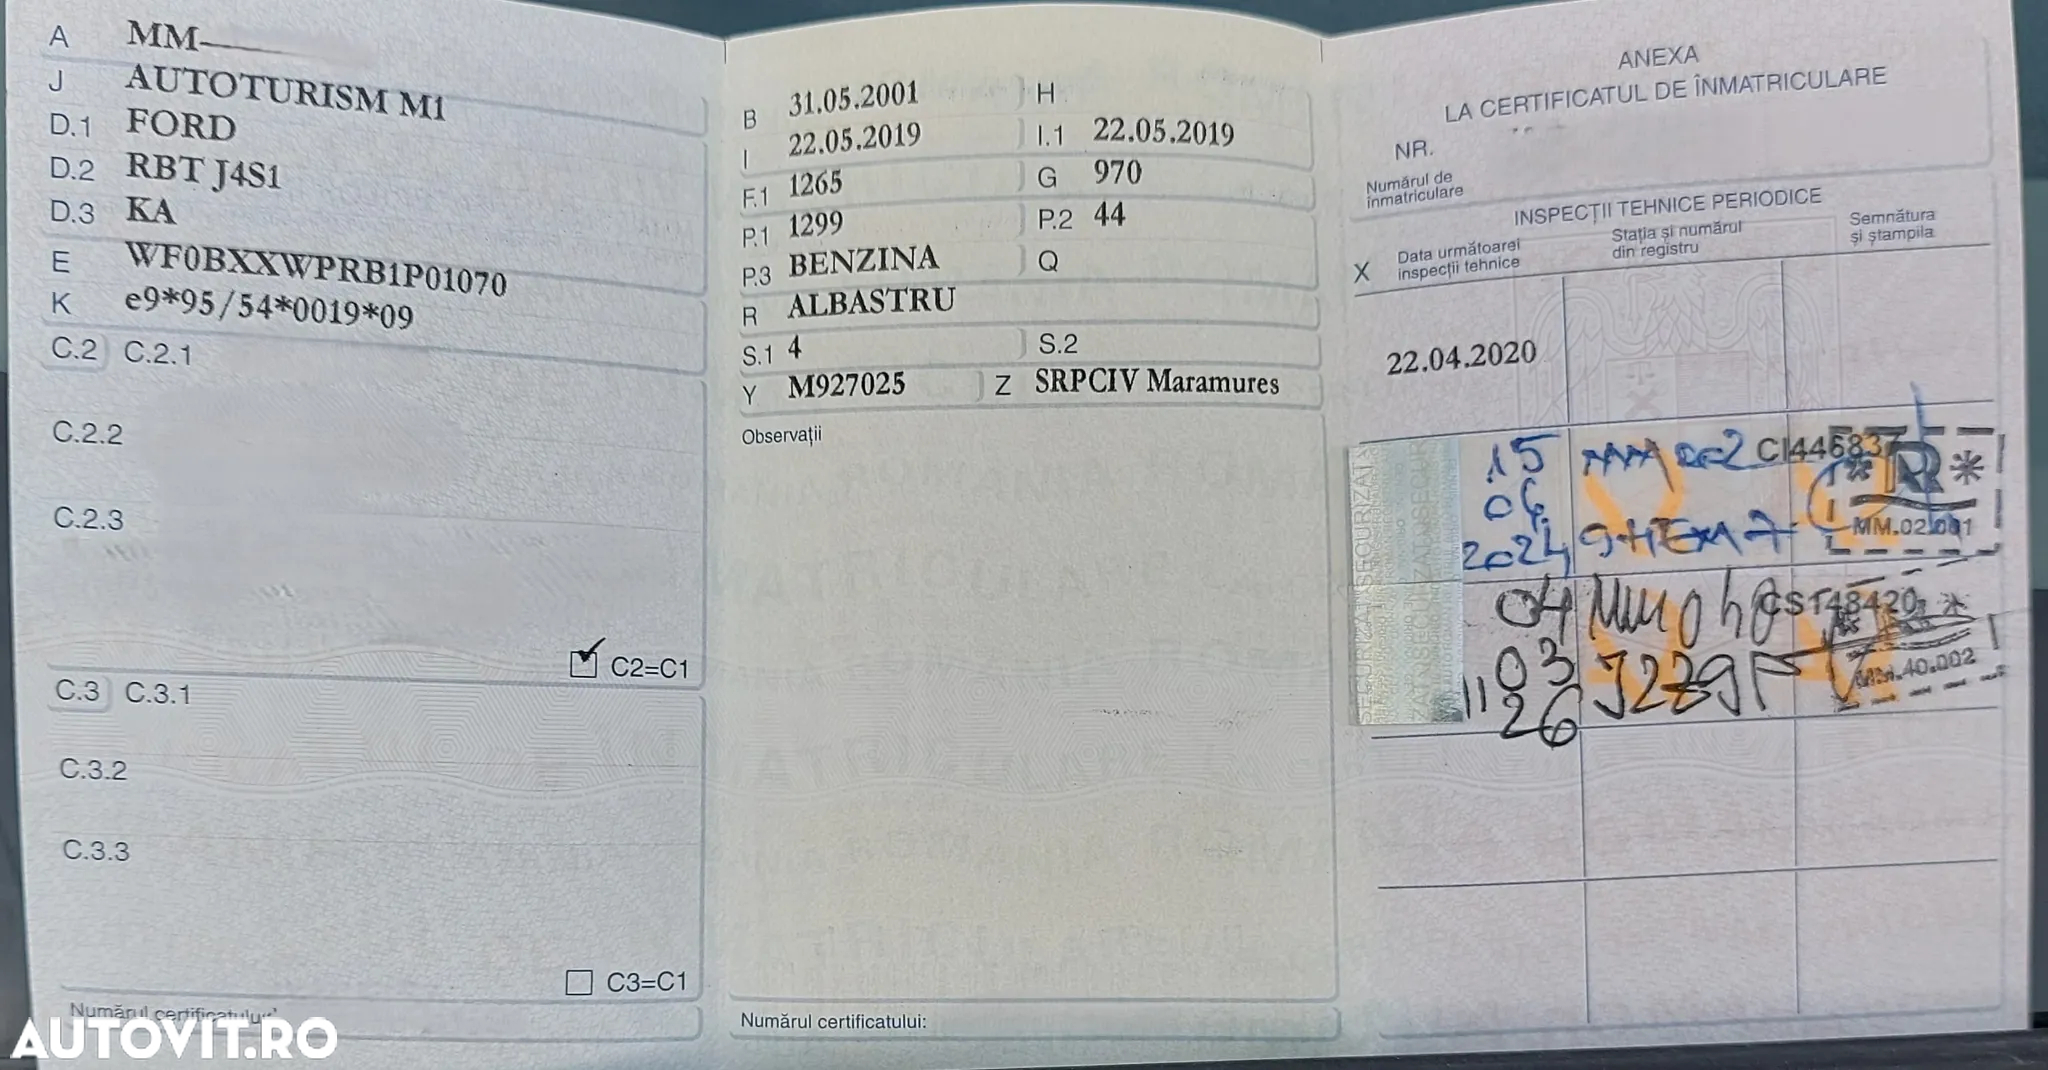 A MM-
J AUTOTURISM M1
D.1 FORD
D.2 RBT J4S1
D.3 KA
E WF0BXXWPRB1P01070
K e9*95/54*0019*09
C.2 C.2.1
C.2.2
C.2.3
C2=C1
C.3 C.3.1
C.3.2
C.3.3
C3=C1
Numărul certificatului:
B 31.05.2001 H
I 22.05.2019 I.1 22.05.2019
F.1 1265 G 970
P.1 1299 P.2 44
P.3 BENZINA Q
R ALBASTRU
S.1 4 S.2
Y M927025 Z SRPCIV Maramures
Observații
Numărul certificatului:
ANEXA
LA CERTIFICATUL DE ÎNMATRICULARE
NR.
Numărul de
înmatriculare
INSPECȚII TEHNICE PERIODICE
X Data următoarei
inspecții tehnice
Stația și numărul
din registru
Semnătura
și ștampila
22.04.2020
15
04
2024
CI446837
*R*
MM.02.001
04
03
26
CST48420
MM.40.002
AUTOVIT.RO